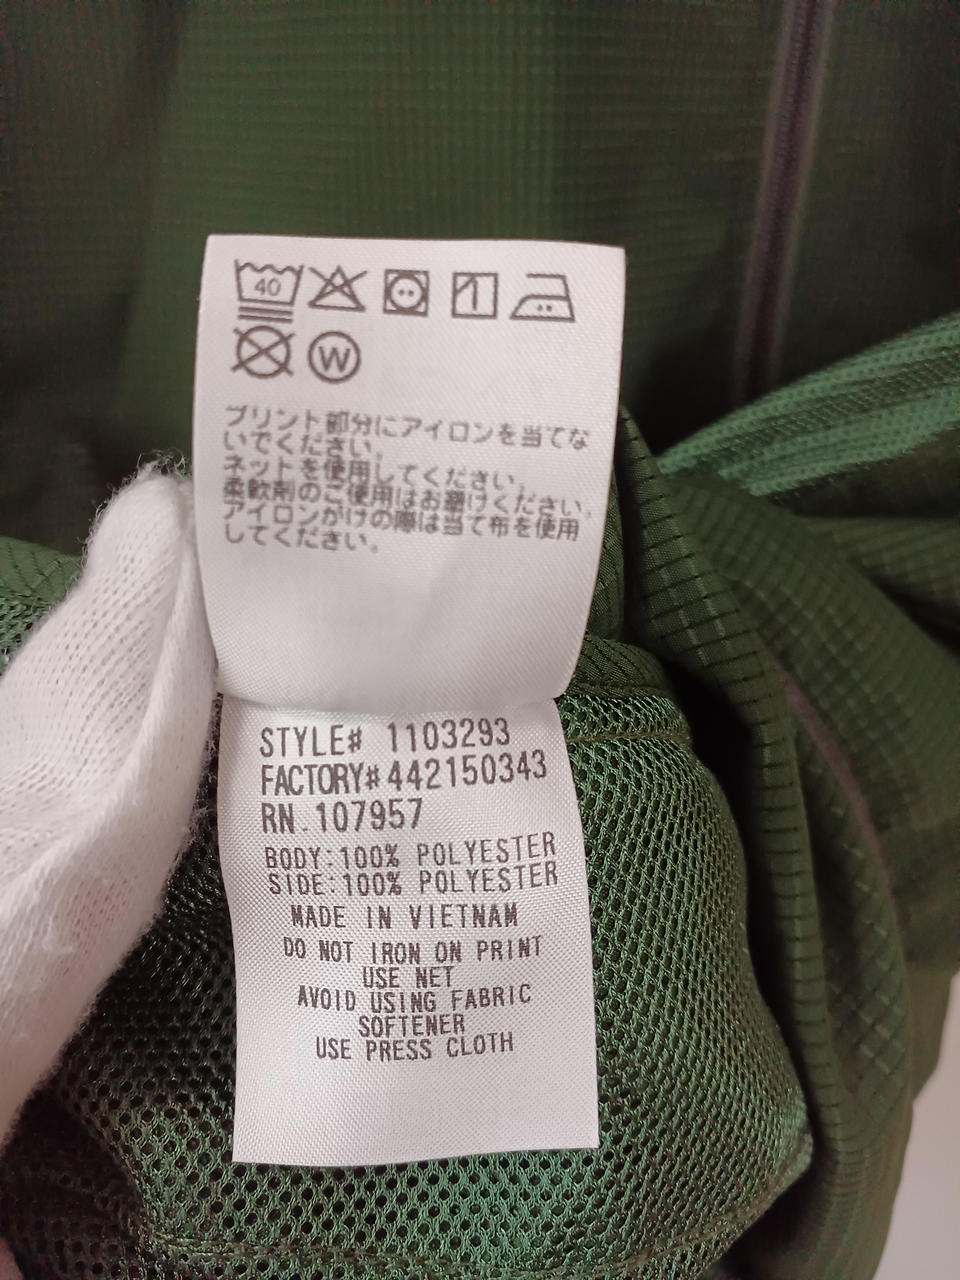 40
W
プリント部分にアイロンを当てな
いでください。
ネットを使用してください。
柔軟剤のご使用はお避けください。
アイロンがけの際は当て布を使用
してください。
STYLE# 1103293
FACTORY#442150343
RN.107957
BODY:100% POLYESTER
SIDE:100% POLYESTER
MADE IN VIETNAM
DO NOT IRON ON PRINT
USE NET
AVOID USING FABRIC
SOFTENER
USE PRESS CLOTH